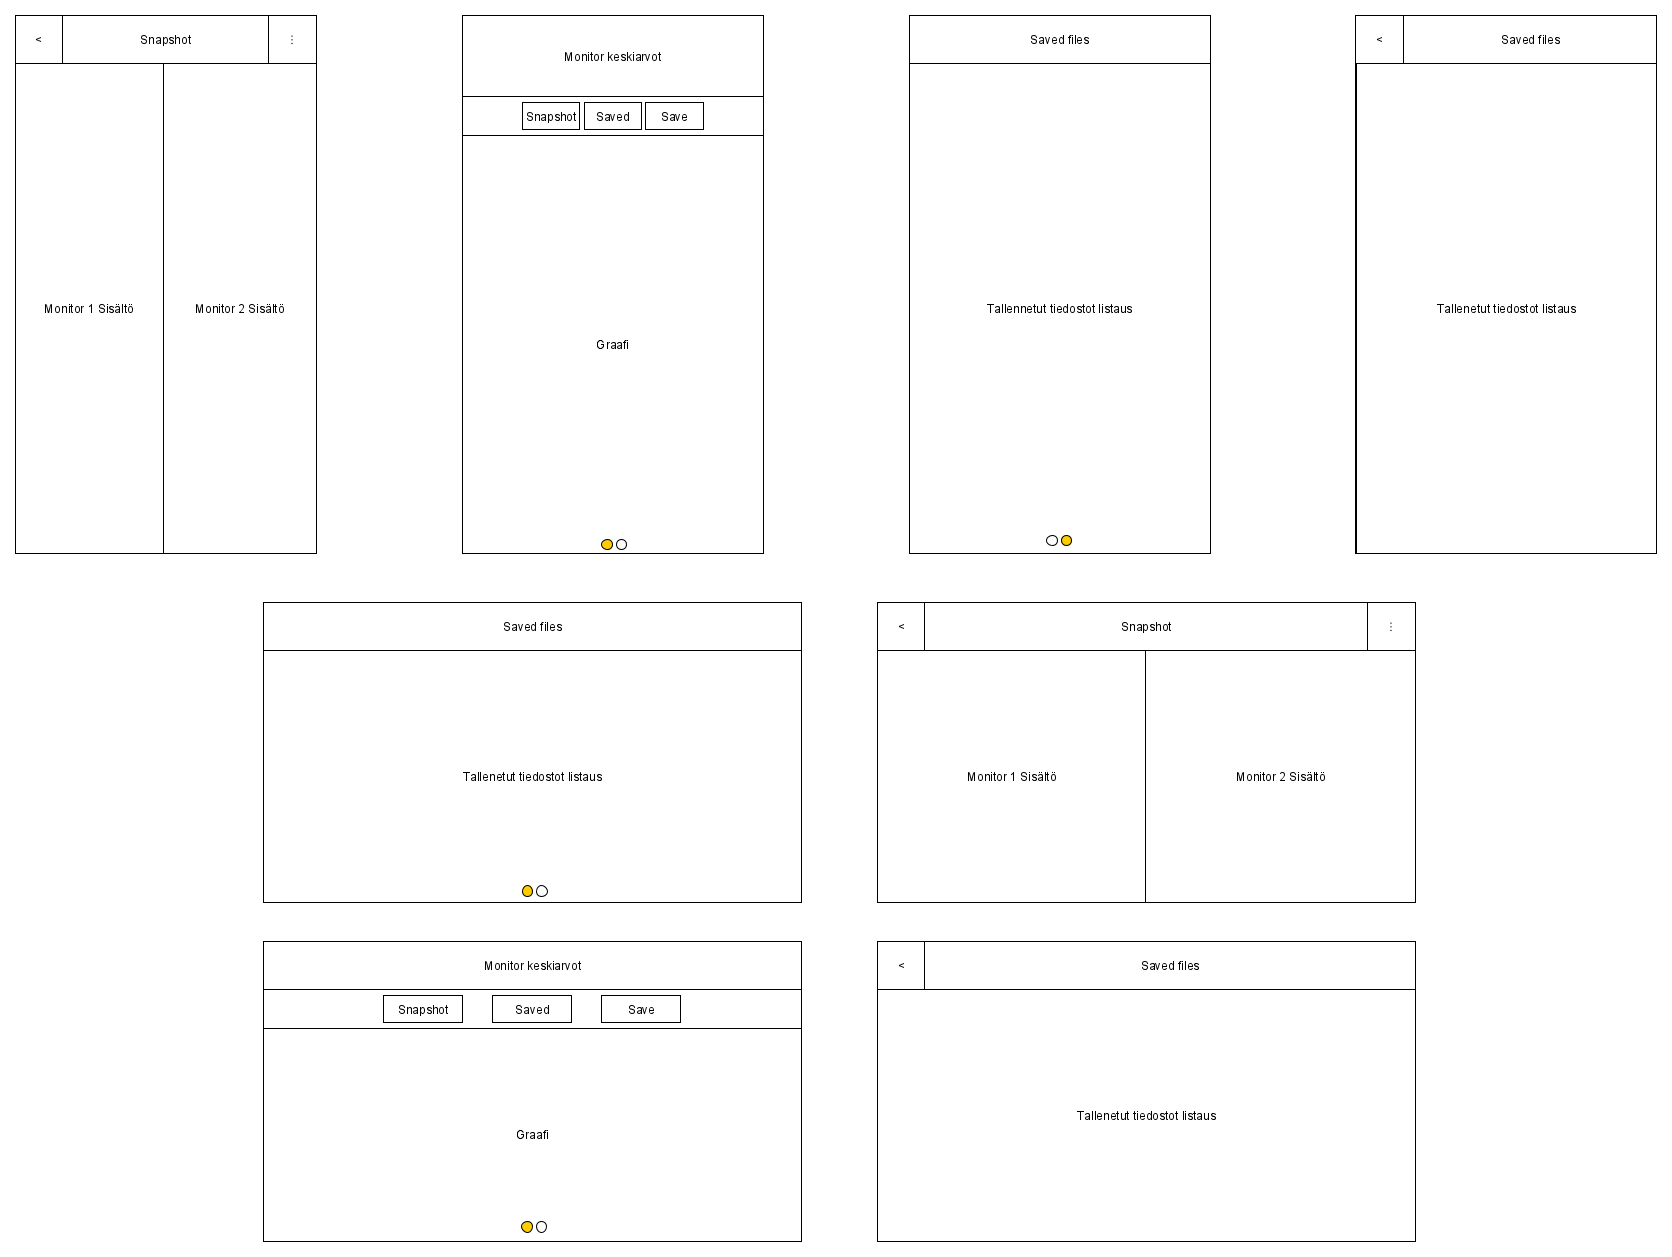 <
Snapshot
⋮
Monitor 1 Sisältö
Monitor 2 Sisältö
Monitor keskiarvot
Snapshot
Saved
Save
Graafi
Saved files
Tallennetut tiedostot listaus
<
Saved files
Tallenetut tiedostot listaus
Saved files
Tallenetut tiedostot listaus
<
Snapshot
⋮
Monitor 1 Sisältö
Monitor 2 Sisältö
Monitor keskiarvot
Snapshot
Saved
Save
Graafi
<
Saved files
Tallenetut tiedostot listaus